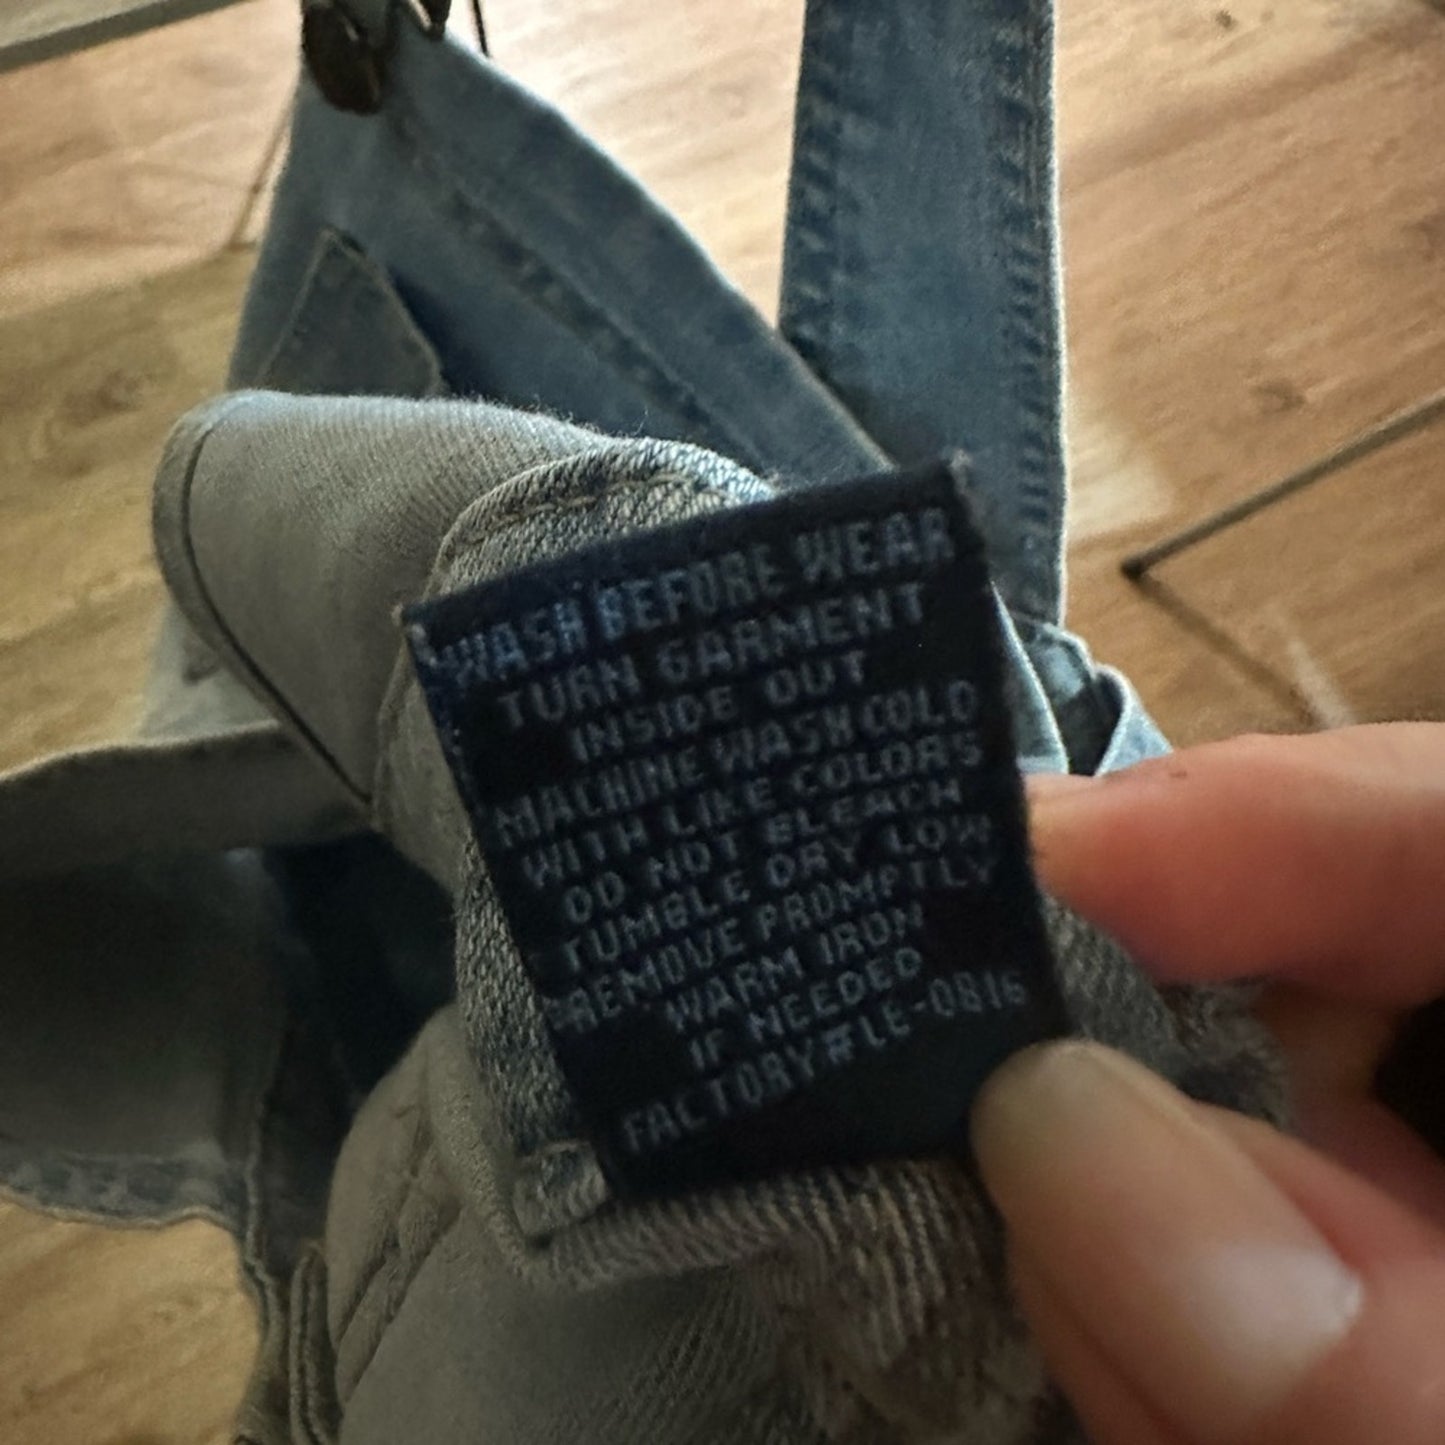 WASH BEFORE WEAR
TURN GARMENT
INSIDE OUT
MACHINE WASH COLD
WITH LIKE COLORS
DO NOT BLEACH
TUMBLE DRY LOW
REMOVE PROMPTLY
WARM IRON
IF NEEDED
FACTORY# LE-0816